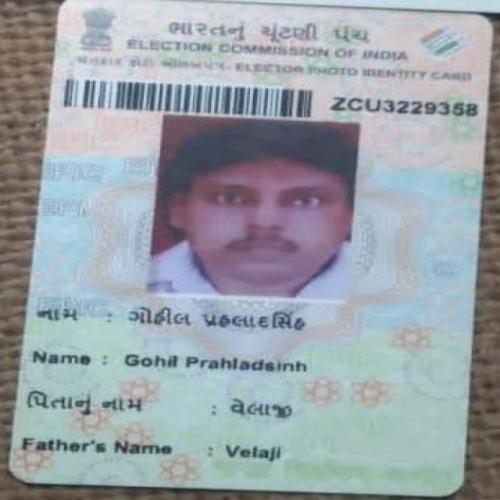 ભારતનું ચૂંટણી પંચ
ELECTION COMMISSION OF INDIA
ELECTOR PHOTO IDENTITY CARD
ZCU3229358
નામ : ગોહીલ પ્રહલાદસિંહ
Name : Gohil Prahladsinh
પિતાનું નામ : વેલાજી
Father's Name : Velaji